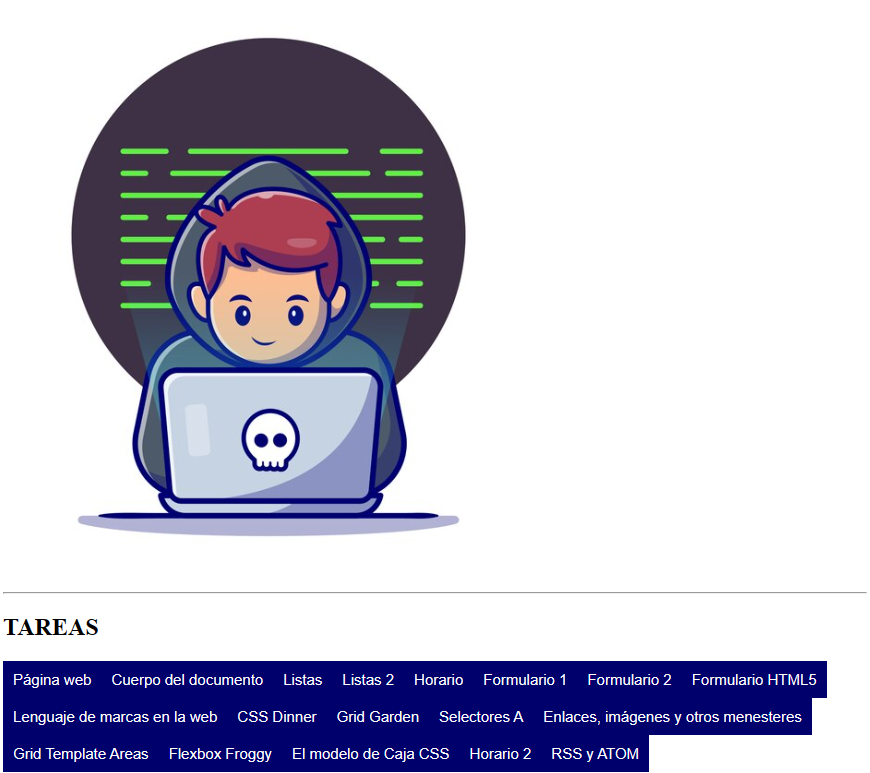 TAREAS
Página web Cuerpo del documento Listas Listas 2 Horario Formulario 1 Formulario 2 Formulario HTML5
Lenguaje de marcas en la web CSS Dinner Grid Garden Selectores A Enlaces, imágenes y otros menesteres
Grid Template Areas Flexbox Froggy El modelo de Caja CSS Horario 2 RSS y ATOM